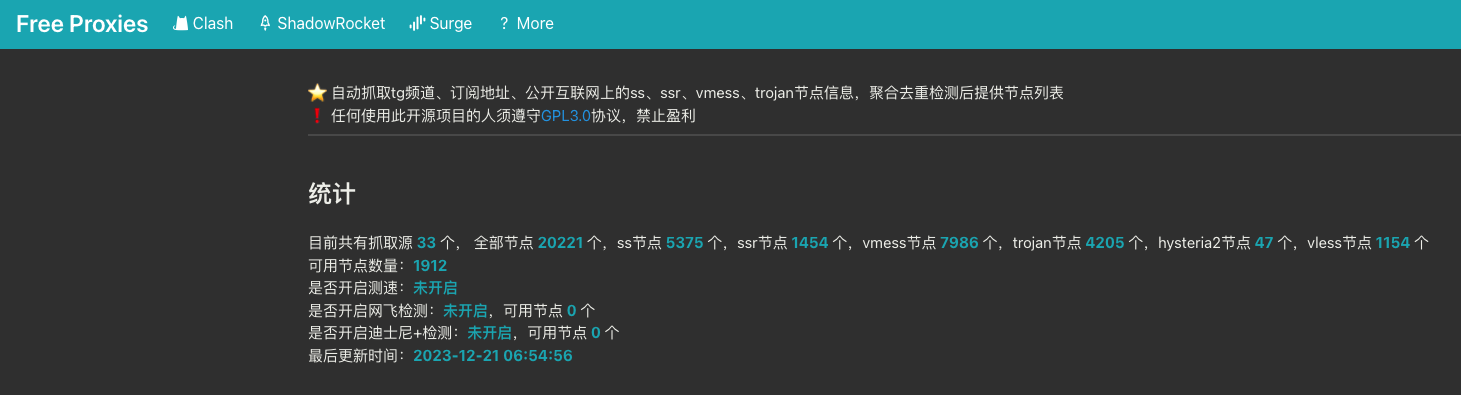 Free Proxies Clash ShadowRocket Surge ? More
自动抓取tg频道、订阅地址、公开互联网上的ss、ssr、vmess、trojan节点信息，聚合去重检测后提供节点列表
任何使用此开源项目的人须遵守GPL3.0协议，禁止盈利
统计
目前共有抓取源 33 个， 全部节点 20221 个，ss节点 5375 个，ssr节点 1454 个，vmess节点 7986 个，trojan节点 4205 个，hysteria2节点 47 个，vless节点 1154 个
可用节点数量：1912
是否开启测速：未开启
是否开启网飞检测：未开启，可用节点 0 个
是否开启迪士尼+检测：未开启，可用节点 0 个
最后更新时间：2023-12-21 06:54:56